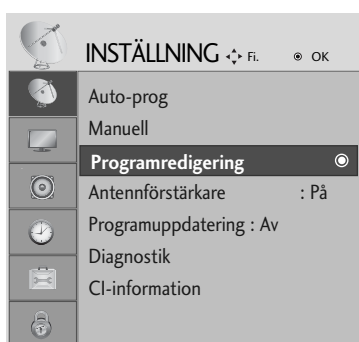 INSTÄLLNING Fi. OK
Auto-prog
Manuell
Programredigering
Antennförstärkare : På
Programuppdatering : Av
Diagnostik
CI-information